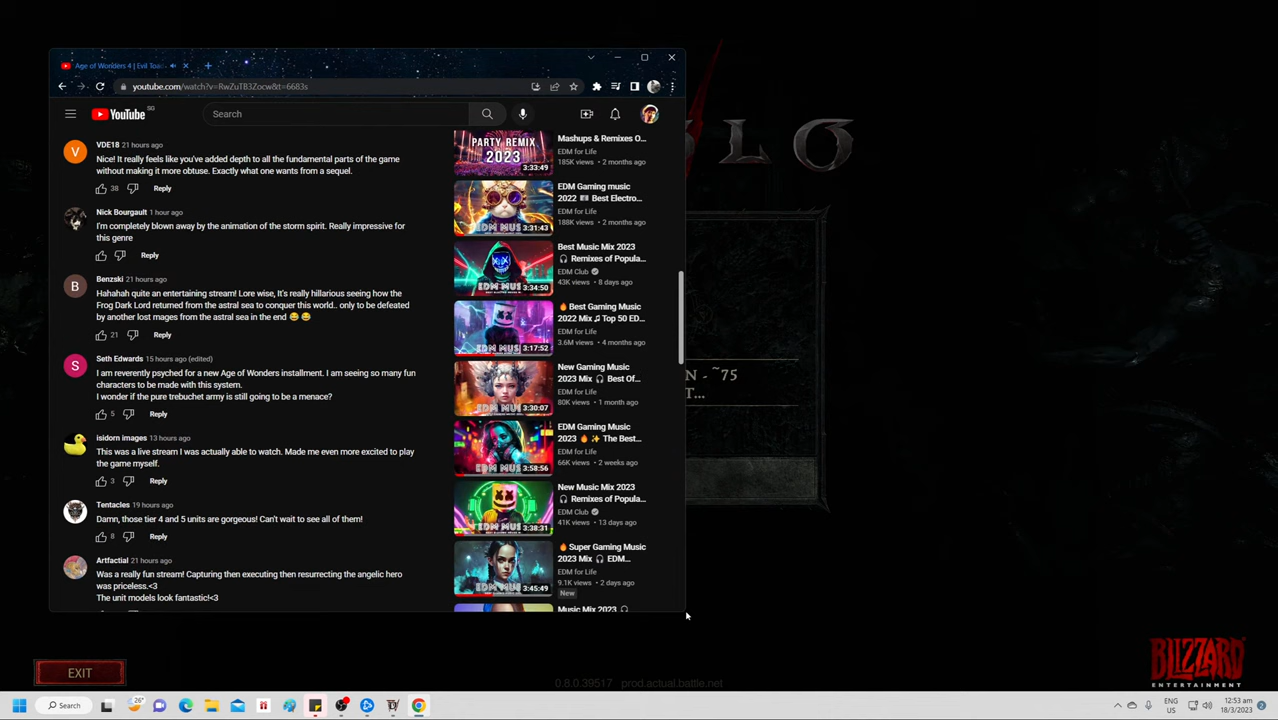 Age of Wonders 4 | Evil Toa
youtube.com/watch?v=RwZuTB3Zocw&t=6683s
YouTube SG
Search
VDE18 21 hours ago
Nice! It really feels like you've added depth to all the fundamental parts of the game
without making it more obtuse. Exactly what one wants from a sequel.
38 Reply
Nick Bourgault 1 hour ago
I'm completely blown away by the animation of the storm spirit. Really impressive for
this genre
Reply
B
Benzski 21 hours ago
Hahahah quite an entertaining stream! Lore wise, It's really hillarious seeing how the
Frog Dark Lord returned from the astral sea to conquer this world.. only to be defeated
by another lost mages from the astral sea in the end 😂 😂
21 Reply
S
Seth Edwards 15 hours ago (edited)
I am reverently psyched for a new Age of Wonders installment. I am seeing so many fun
characters to be made with this system.
I wonder if the pure trebuchet army is still going to be a menace?
5 Reply
isidorn images 13 hours ago
This was a live stream I was actually able to watch. Made me even more excited to play
the game myself.
3 Reply
Tentacles 19 hours ago
Damn, those tier 4 and 5 units are gorgeous! Can't wait to see all of them!
8 Reply
Artfactial 21 hours ago
Was a really fun stream! Capturing then executing then resurrecting the angelic hero
was priceless.<3
The unit models look fantastic!<3
PARTY REMIX
2023
3:33:49
Mashups & Remixes O...
EDM for Life
185K views • 2 months ago
3:31:43
EDM Gaming music
2022 Best Electro...
EDM for Life
188K views • 2 months ago
3:34:50
Best Music Mix 2023
🎧 Remixes of Popula...
EDM Club
43K views • 8 days ago
3:17:52
🔥Best Gaming Music
2022 Mix ♫ Top 50 ED...
EDM for Life
3.6M views • 4 months ago
3:30:07
New Gaming Music
2023 Mix 🎧 Best Of...
EDM for Life
80K views • 1 month ago
3:58:56
EDM Gaming Music
2023 🔥 ✨ The Best...
EDM for Life
66K views • 2 weeks ago
3:38:31
New Music Mix 2023
🎧 Remixes of Popula...
EDM Club
41K views • 13 days ago
3:45:49
🔥Super Gaming Music
2023 Mix 🎧 EDM...
EDM for Life
9.1K views • 2 days ago
New
Music Mix 2023 🎧
LO
N - ~75
T...
EXIT
BLIZZARD
ENTERTAINMENT
0.8.0.39517 prod.actual.battle.net
Search
26°
ENG
US
12:53 am
18/3/2023